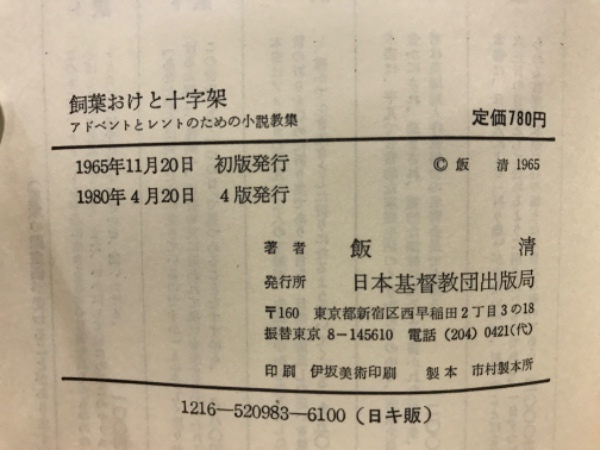 飼葉おけと十字架
アドベントとレントのための小説教集
定価780円
1965年11月20日 初版発行
1980年4月20日 4版発行
© 飯 清 1965
著者 飯 清
発行所 日本基督教団出版局
〒160 東京都新宿区西早稲田2丁目3の18
振替東京 8-145610 電話 (204) 0421(代)
印刷 伊坂美術印刷 製本 市村製本所
1216—520983—6100 (日キ販)